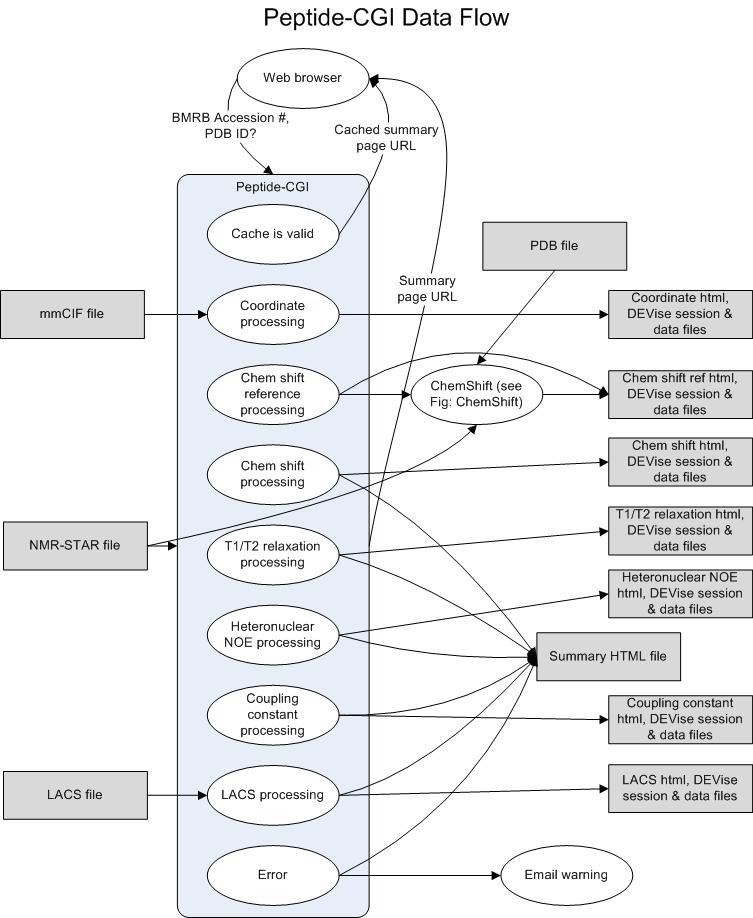 Peptide-CGI Data Flow
Web browser
BMRB Accession #,
PDB ID?
Cached summary
page URL
Peptide-CGI
Cache is valid
PDB file
Summary
page URL
mmCIF file
Coordinate
processing
Coordinate html,
DEVise session &
data files
Chem shift
reference
processing
ChemShift (see
Fig: ChemShift)
Chem shift ref html,
DEVise session &
data files
Chem shift
processing
Chem shift html,
DEVise session &
data files
NMR-STAR file
T1/T2 relaxation
processing
T1/T2 relaxation html,
DEVise session &
data files
Heteronuclear
NOE processing
Heteronuclear NOE
html, DEVise session
& data files
Summary HTML file
Coupling
constant
processing
Coupling constant
html, DEVise session
& data files
LACS file
LACS processing
LACS html, DEVise
session & data files
Error
Email warning